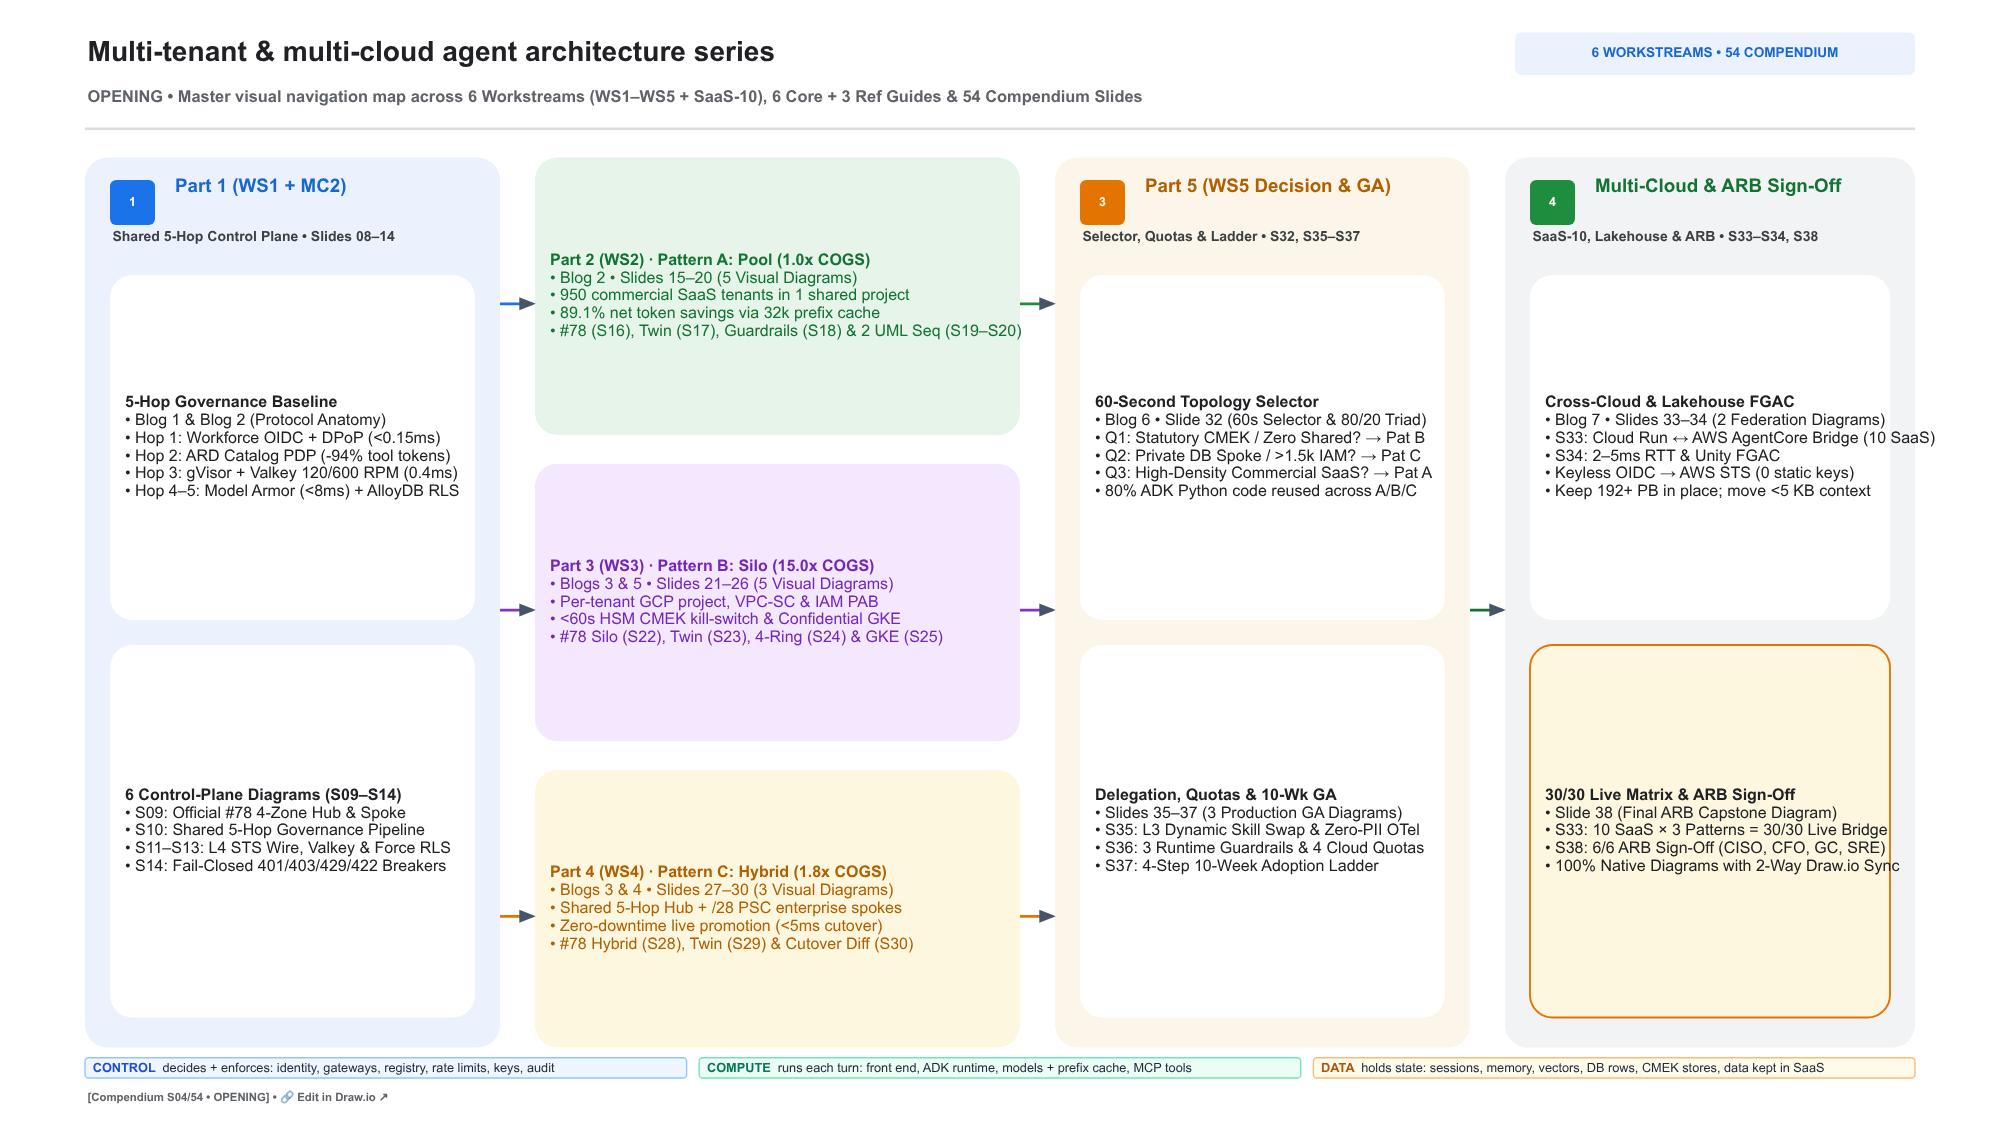 Multi-tenant & multi-cloud agent architecture series
6 WORKSTREAMS • 54 COMPENDIUM
OPENING • Master visual navigation map across 6 Workstreams (WS1–WS5 + SaaS-10), 6 Core + 3 Ref Guides & 54 Compendium Slides
1
Part 1 (WS1 + MC2)
Shared 5-Hop Control Plane • Slides 08–14
5-Hop Governance Baseline
• Blog 1 & Blog 2 (Protocol Anatomy)
• Hop 1: Workforce OIDC + DPoP (<0.15ms)
• Hop 2: ARD Catalog PDP (-94% tool tokens)
• Hop 3: gVisor + Valkey 120/600 RPM (0.4ms)
• Hop 4–5: Model Armor (<8ms) + AlloyDB RLS
6 Control-Plane Diagrams (S09–S14)
• S09: Official #78 4-Zone Hub & Spoke
• S10: Shared 5-Hop Governance Pipeline
• S11–S13: L4 STS Wire, Valkey & Force RLS
• S14: Fail-Closed 401/403/429/422 Breakers
Part 2 (WS2) · Pattern A: Pool (1.0x COGS)
• Blog 2 • Slides 15–20 (5 Visual Diagrams)
• 950 commercial SaaS tenants in 1 shared project
• 89.1% net token savings via 32k prefix cache
• #78 (S16), Twin (S17), Guardrails (S18) & 2 UML Seq (S19–S20)
Part 3 (WS3) · Pattern B: Silo (15.0x COGS)
• Blogs 3 & 5 • Slides 21–26 (5 Visual Diagrams)
• Per-tenant GCP project, VPC-SC & IAM PAB
• <60s HSM CMEK kill-switch & Confidential GKE
• #78 Silo (S22), Twin (S23), 4-Ring (S24) & GKE (S25)
Part 4 (WS4) · Pattern C: Hybrid (1.8x COGS)
• Blogs 3 & 4 • Slides 27–30 (3 Visual Diagrams)
• Shared 5-Hop Hub + /28 PSC enterprise spokes
• Zero-downtime live promotion (<5ms cutover)
• #78 Hybrid (S28), Twin (S29) & Cutover Diff (S30)
3
Part 5 (WS5 Decision & GA)
Selector, Quotas & Ladder • S32, S35–S37
60-Second Topology Selector
• Blog 6 • Slide 32 (60s Selector & 80/20 Triad)
• Q1: Statutory CMEK / Zero Shared? → Pat B
• Q2: Private DB Spoke / >1.5k IAM? → Pat C
• Q3: High-Density Commercial SaaS? → Pat A
• 80% ADK Python code reused across A/B/C
Delegation, Quotas & 10-Wk GA
• Slides 35–37 (3 Production GA Diagrams)
• S35: L3 Dynamic Skill Swap & Zero-PII OTel
• S36: 3 Runtime Guardrails & 4 Cloud Quotas
• S37: 4-Step 10-Week Adoption Ladder
4
Multi-Cloud & ARB Sign-Off
SaaS-10, Lakehouse & ARB • S33–S34, S38
Cross-Cloud & Lakehouse FGAC
• Blog 7 • Slides 33–34 (2 Federation Diagrams)
• S33: Cloud Run ↔ AWS AgentCore Bridge (10 SaaS)
• S34: 2–5ms RTT & Unity FGAC
• Keyless OIDC → AWS STS (0 static keys)
• Keep 192+ PB in place; move <5 KB context
30/30 Live Matrix & ARB Sign-Off
• Slide 38 (Final ARB Capstone Diagram)
• S33: 10 SaaS × 3 Patterns = 30/30 Live Bridge
• S38: 6/6 ARB Sign-Off (CISO, CFO, GC, SRE)
• 100% Native Diagrams with 2-Way Draw.io Sync
CONTROL decides + enforces: identity, gateways, registry, rate limits, keys, audit
COMPUTE runs each turn: front end, ADK runtime, models + prefix cache, MCP tools
DATA holds state: sessions, memory, vectors, DB rows, CMEK stores, data kept in SaaS
[Compendium S04/54 • OPENING] • 🔗 Edit in Draw.io ↗